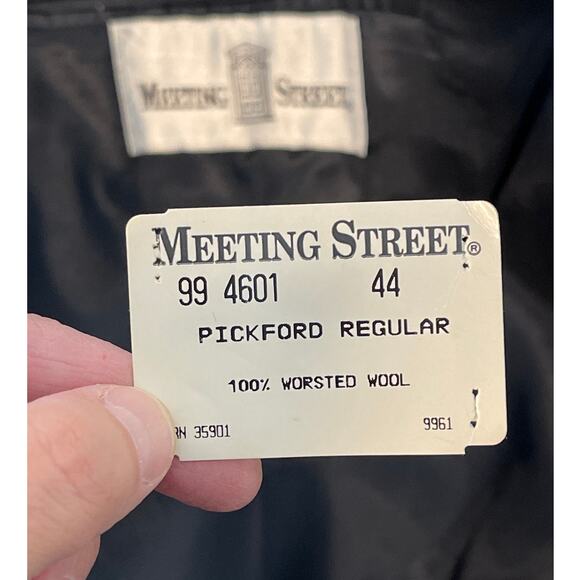 MEETING STREET
MEETING STREET®
99 4601 44
PICKFORD REGULAR
100% WORSTED WOOL
RN 35901 9961